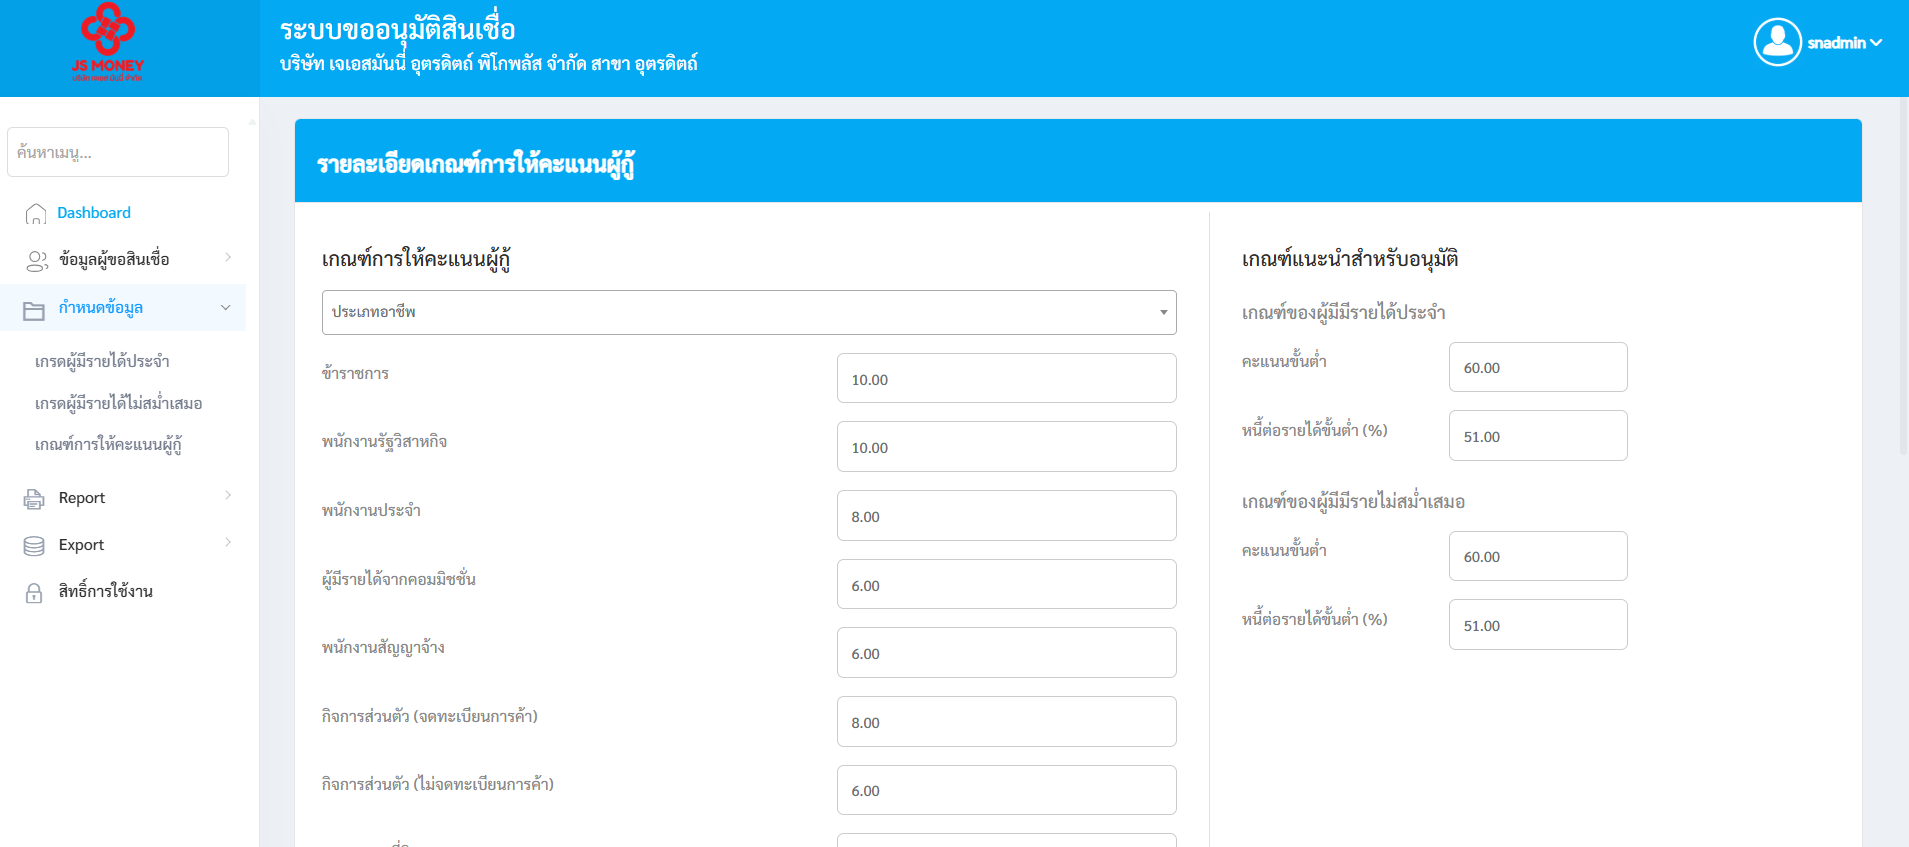 JS MONEY
ระบบขออนุมัติสินเชื่อ
บริษัท เจเอสมันนี่ อุตรดิตถ์ พิโกพลัส จำกัด สาขา อุตรดิตถ์
snadmin
ค้นหาเมนู...
Dashboard
ข้อมูลผู้ขอสินเชื่อ
กำหนดข้อมูล
เกรดผู้มีรายได้ประจำ
เกรดผู้มีรายได้ไม่สม่ำเสมอ
เกณฑ์การให้คะแนนผู้กู้
Report
Export
สิทธิ์การใช้งาน
รายละเอียดเกณฑ์การให้คะแนนผู้กู้
เกณฑ์การให้คะแนนผู้กู้
ประเภทอาชีพ
ข้าราชการ 10.00
พนักงานรัฐวิสาหกิจ 10.00
พนักงานประจำ 8.00
ผู้มีรายได้จากคอมมิชชั่น 6.00
พนักงานสัญญาจ้าง 6.00
กิจการส่วนตัว (จดทะเบียนการค้า) 8.00
กิจการส่วนตัว (ไม่จดทะเบียนการค้า) 6.00
เกณฑ์แนะนำสำหรับอนุมัติ
เกณฑ์ของผู้มีมีรายได้ประจำ
คะแนนขั้นต่ำ 60.00
หนี้ต่อรายได้ขั้นต่ำ (%) 51.00
เกณฑ์ของผู้มีมีรายไม่สม่ำเสมอ
คะแนนขั้นต่ำ 60.00
หนี้ต่อรายได้ขั้นต่ำ (%) 51.00